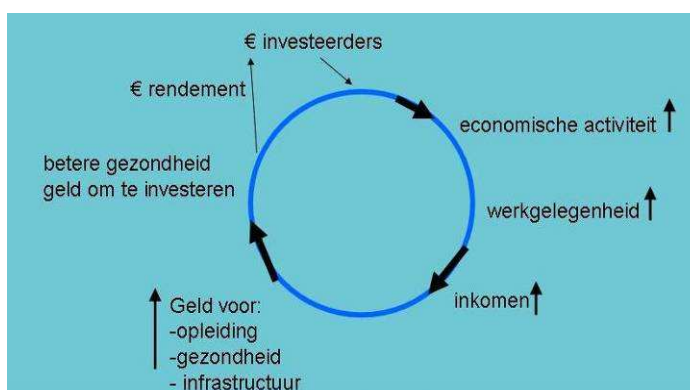 € investeerders
€ rendement
economische activiteit
betere gezondheid
geld om te investeren
werkgelegenheid
inkomen
Geld voor:
-opleiding
-gezondheid
- infrastructuur